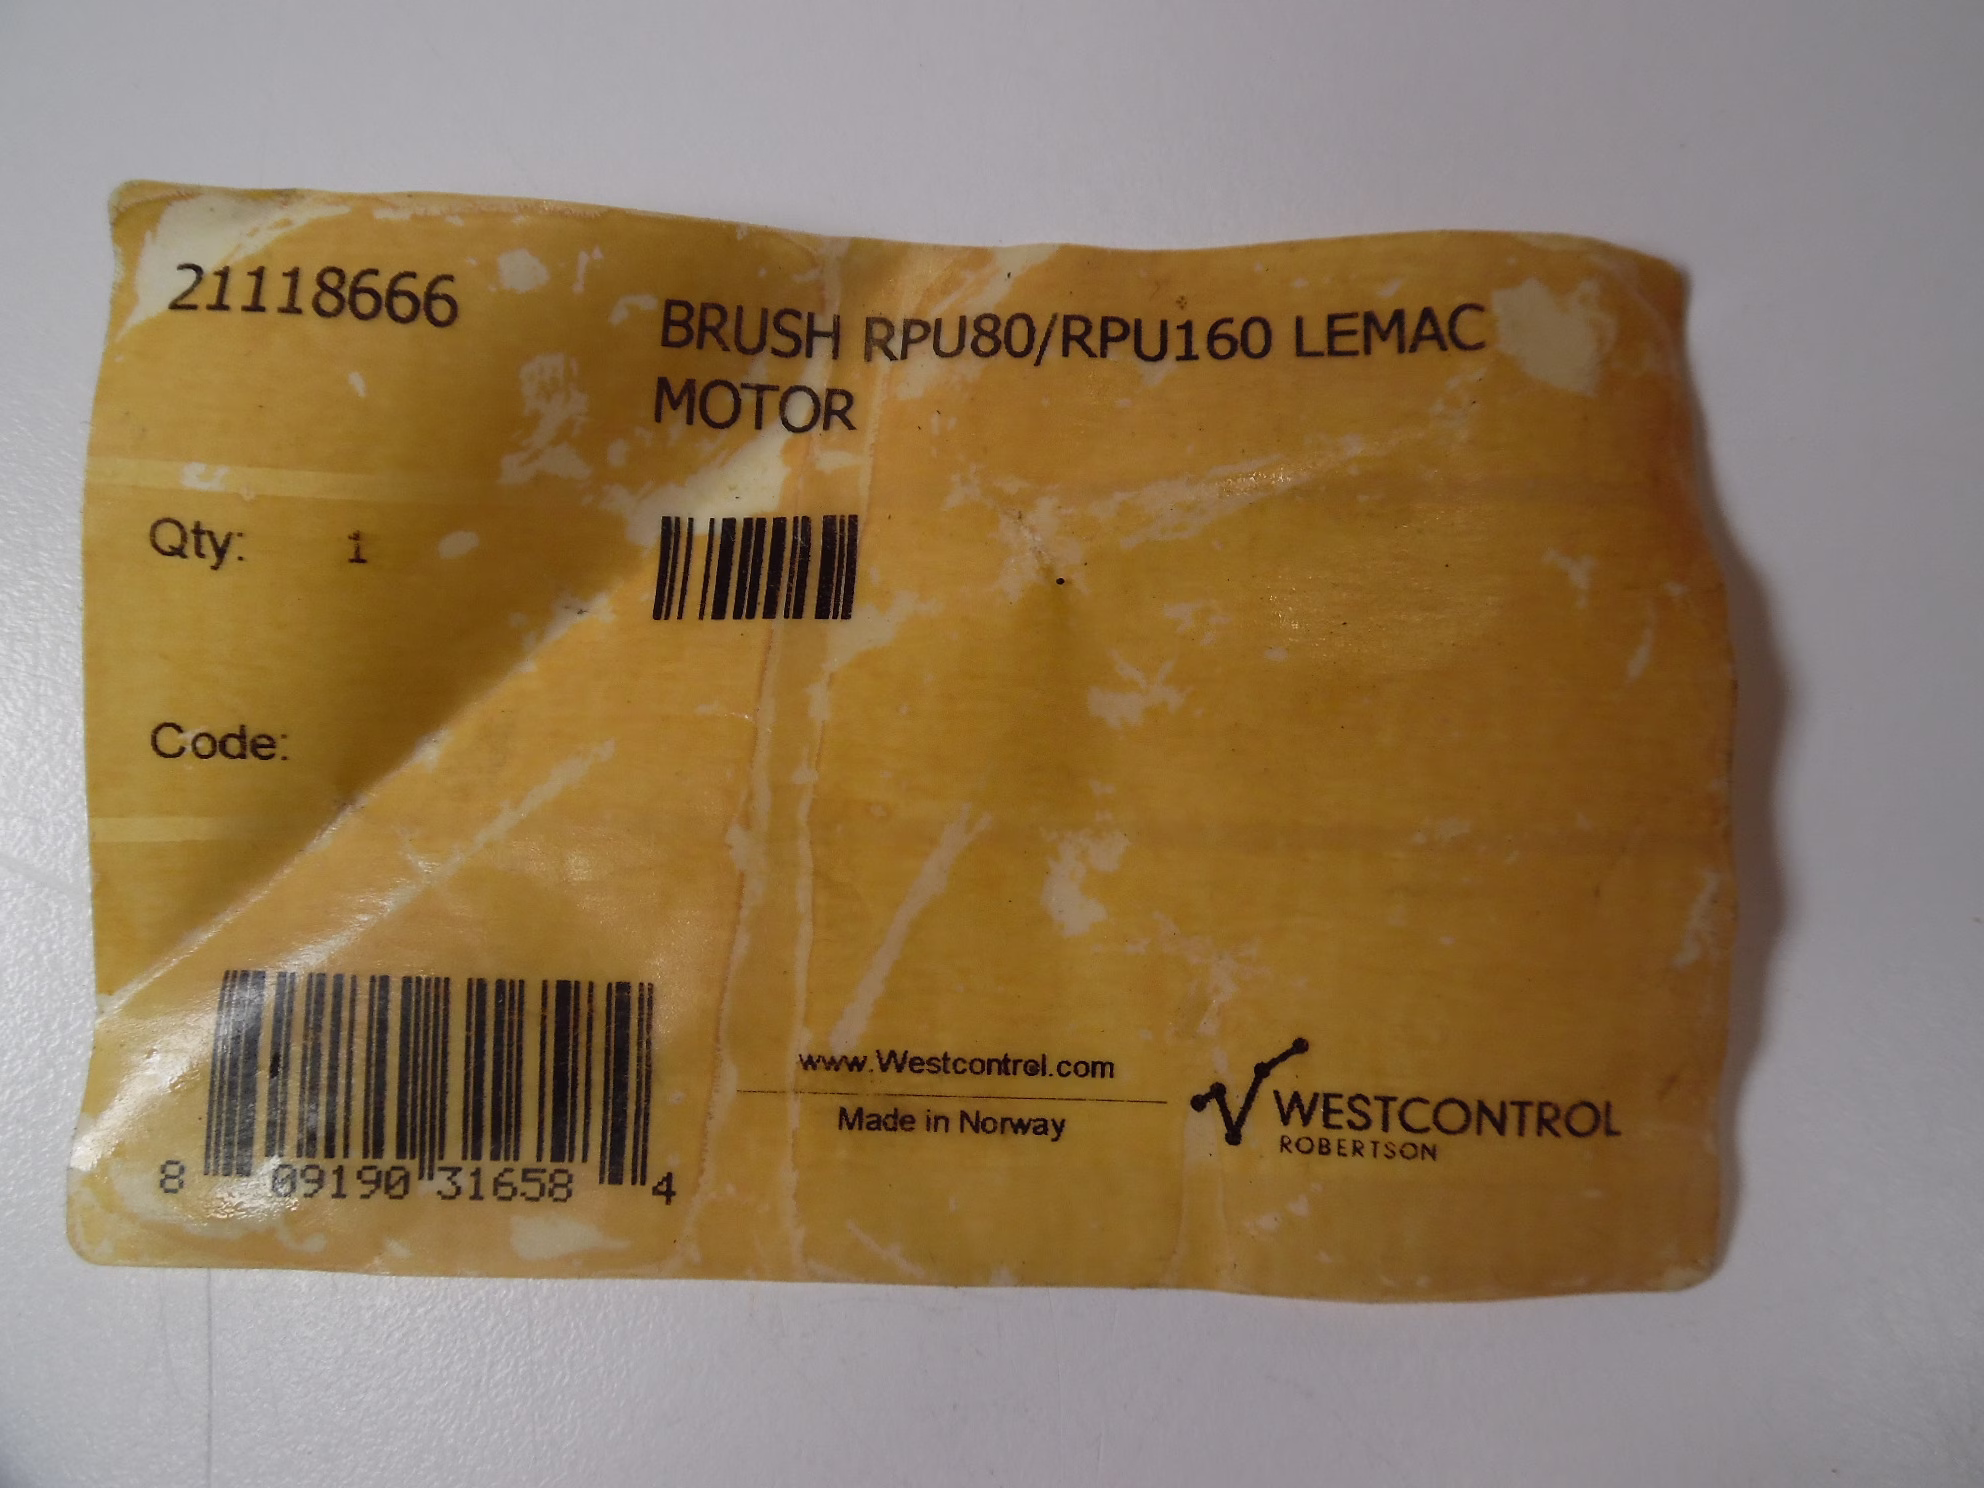 21118666
BRUSH RPU80/RPU160 LEMAC
MOTOR
Qty: 1
Code:
8 09190 31658 4
www.Westcontrol.com
Made in Norway
WESTCONTROL
ROBERTSON